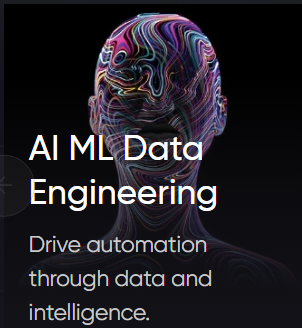 AI ML Data
Engineering
Drive automation
through data and
intelligence.